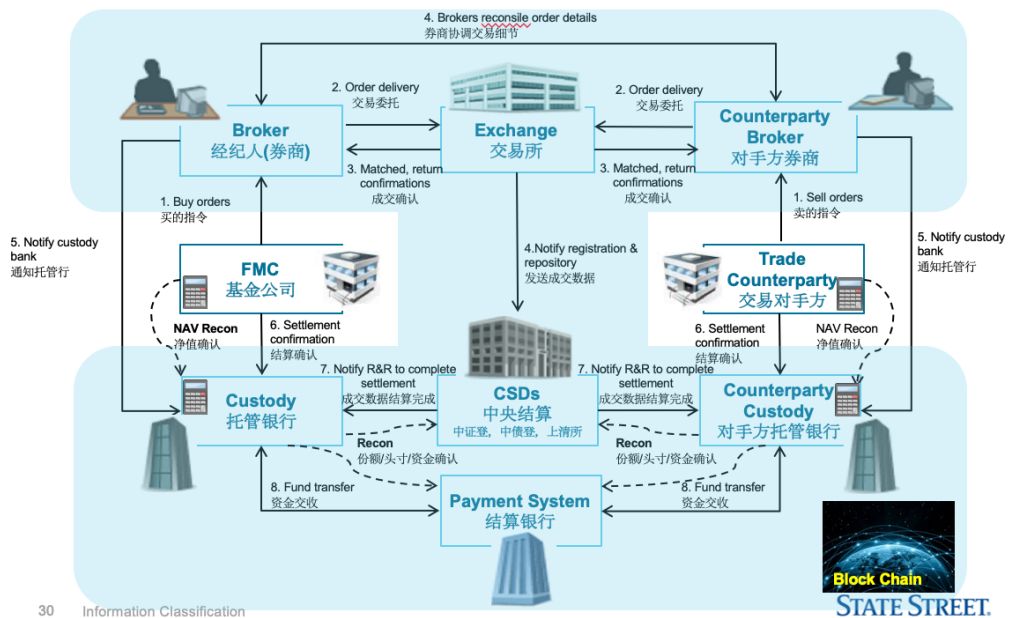 4. Brokers reconsile order details
券商协调交易细节
2. Order delivery
交易委托
2. Order delivery
交易委托
Broker
经纪人(券商)
Exchange
交易所
Counterparty
Broker
对手方券商
3. Matched, return
confirmations
成交确认
3. Matched, return
confirmations
成交确认
1. Buy orders
买的指令
1. Sell orders
卖的指令
5. Notify custody
bank
通知托管行
4.Notify registration &
repository
发送成交数据
5. Notify custody
bank
通知托管行
FMC
基金公司
Trade
Counterparty
交易对手方
NAV Recon
净值确认
6. Settlement
confirmation
结算确认
6. Settlement
confirmation
结算确认
NAV Recon
净值确认
7. Notify R&R to complete
settlement
成交数据结算完成
7. Notify R&R to complete
settlement
成交数据结算完成
Custody
托管银行
CSDs
中央结算
中证登，中债登，上清所
Counterparty
Custody
对手方托管银行
Recon
份额/头寸/资金确认
Recon
份额/头寸/资金确认
8. Fund transfer
资金交收
Payment System
结算银行
8. Fund transfer
资金交收
Block Chain
30 Information Classification
STATE STREET.